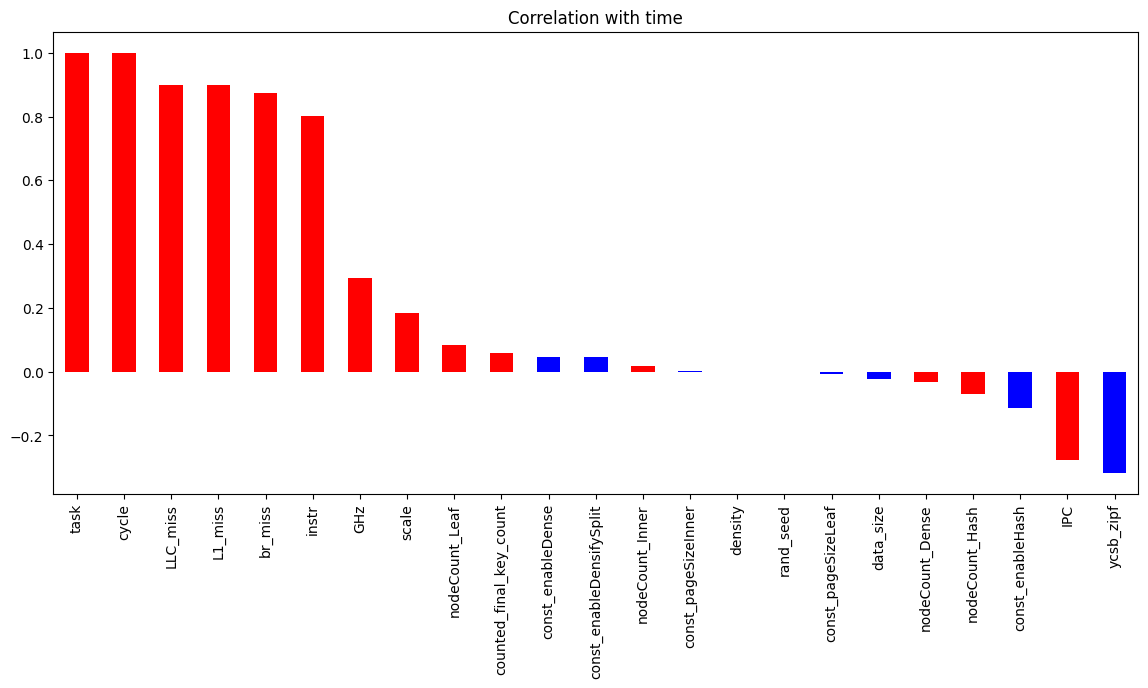 Correlation with time
1.0
0.8
0.6
0.4
0.2
0.0
−0.2
task
cycle
LLC_miss
L1_miss
br_miss
instr
GHz
scale
nodeCount_Leaf
counted_final_key_count
const_enableDense
const_enableDensifySplit
nodeCount_Inner
const_pageSizeInner
density
rand_seed
const_pageSizeLeaf
data_size
nodeCount_Dense
nodeCount_Hash
const_enableHash
IPC
ycsb_zipf